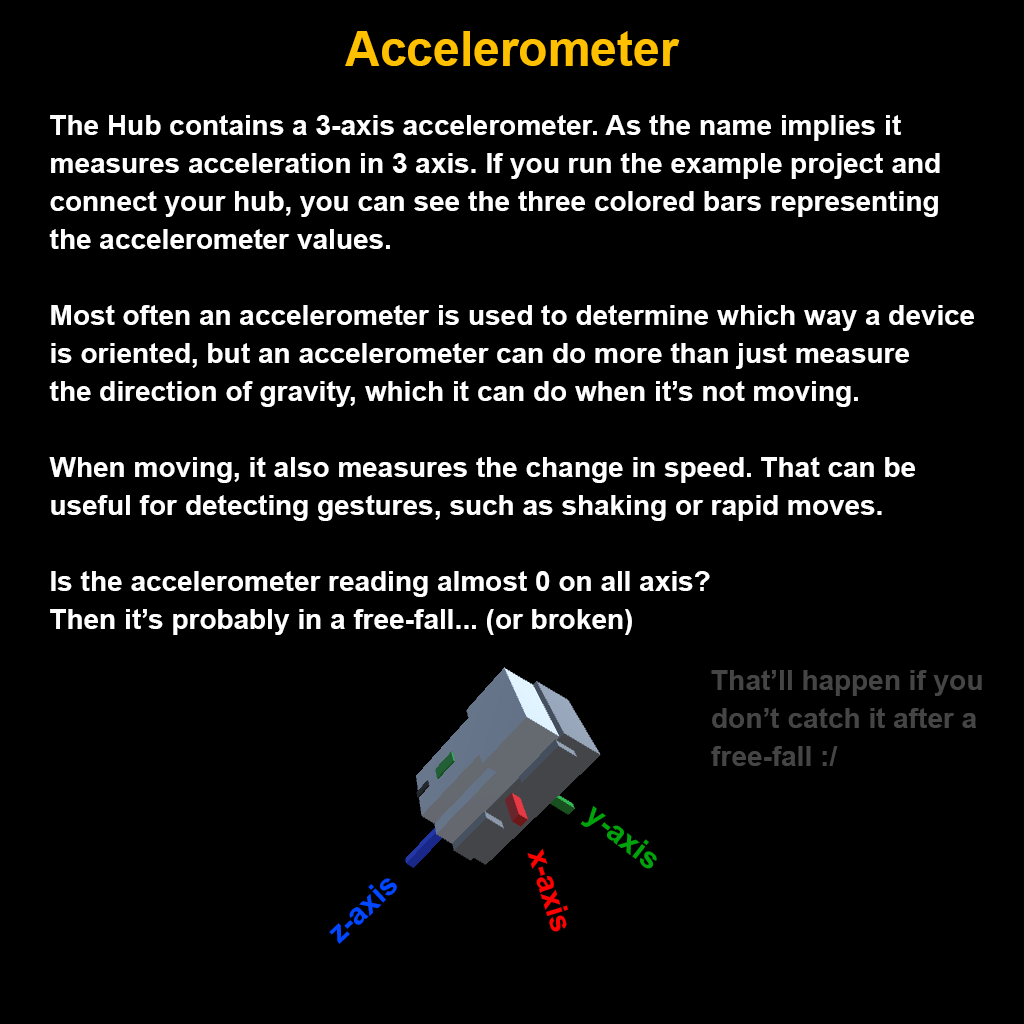 Accelerometer
The Hub contains a 3-axis accelerometer. As the name implies it
measures acceleration in 3 axis. If you run the example project and
connect your hub, you can see the three colored bars representing
the accelerometer values.
Most often an accelerometer is used to determine which way a device
is oriented, but an accelerometer can do more than just measure
the direction of gravity, which it can do when it’s not moving.
When moving, it also measures the change in speed. That can be
useful for detecting gestures, such as shaking or rapid moves.
Is the accelerometer reading almost 0 on all axis?
Then it’s probably in a free-fall... (or broken)
That’ll happen if you
don’t catch it after a
free-fall :/
y-axis
x-axis
z-axis